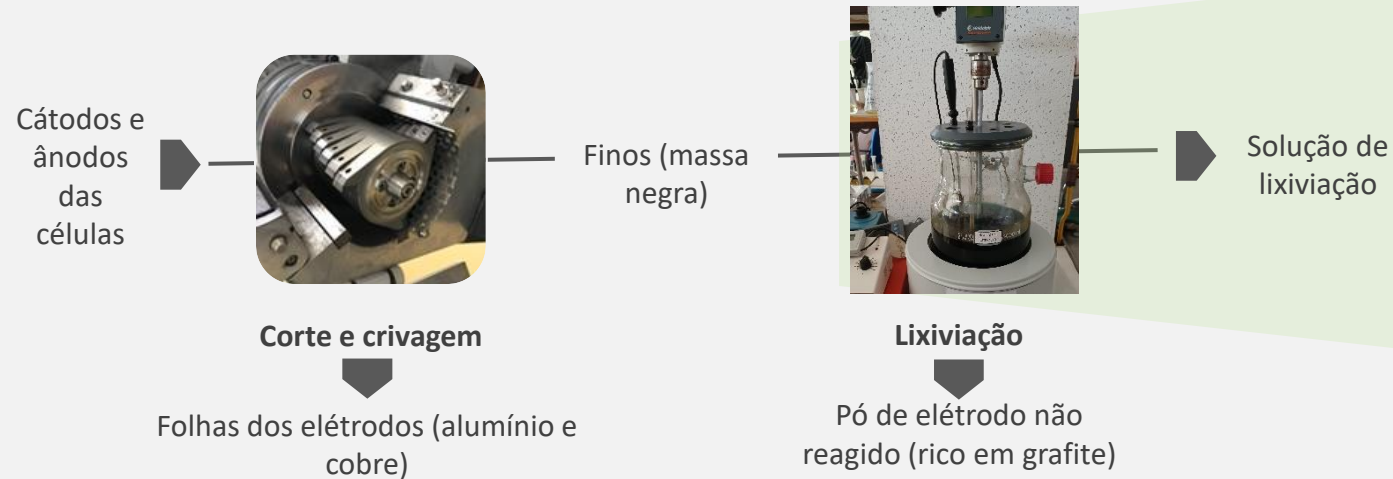 Cátodos e
ânodos
das
células
Finos (massa
negra)
Solução de
lixiviação
Corte e crivagem
Lixiviação
Folhas dos elétrodos (alumínio e
cobre)
Pó de elétrodo não
reagido (rico em grafite)